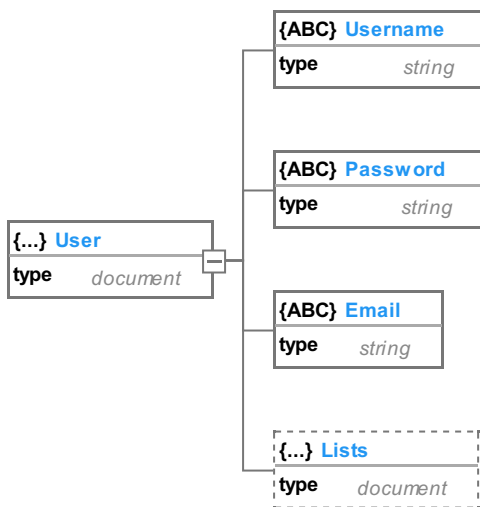 {ABC} Username
type string
{ABC} Password
type string
{...} User
type document
{ABC} Email
type string
{...} Lists
type document